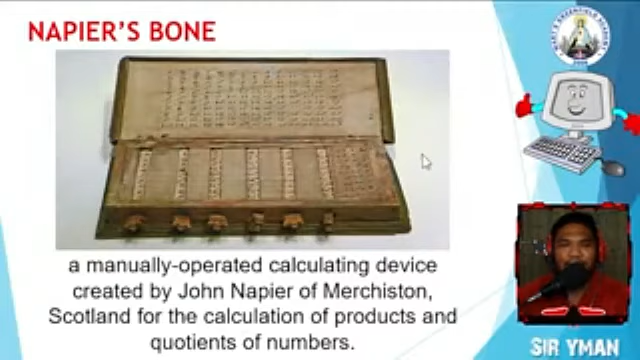 NAPIER'S BONE
a manually-operated calculating device
created by John Napier of Merchiston,
Scotland for the calculation of products and
quotients of numbers.
SIR YMAN